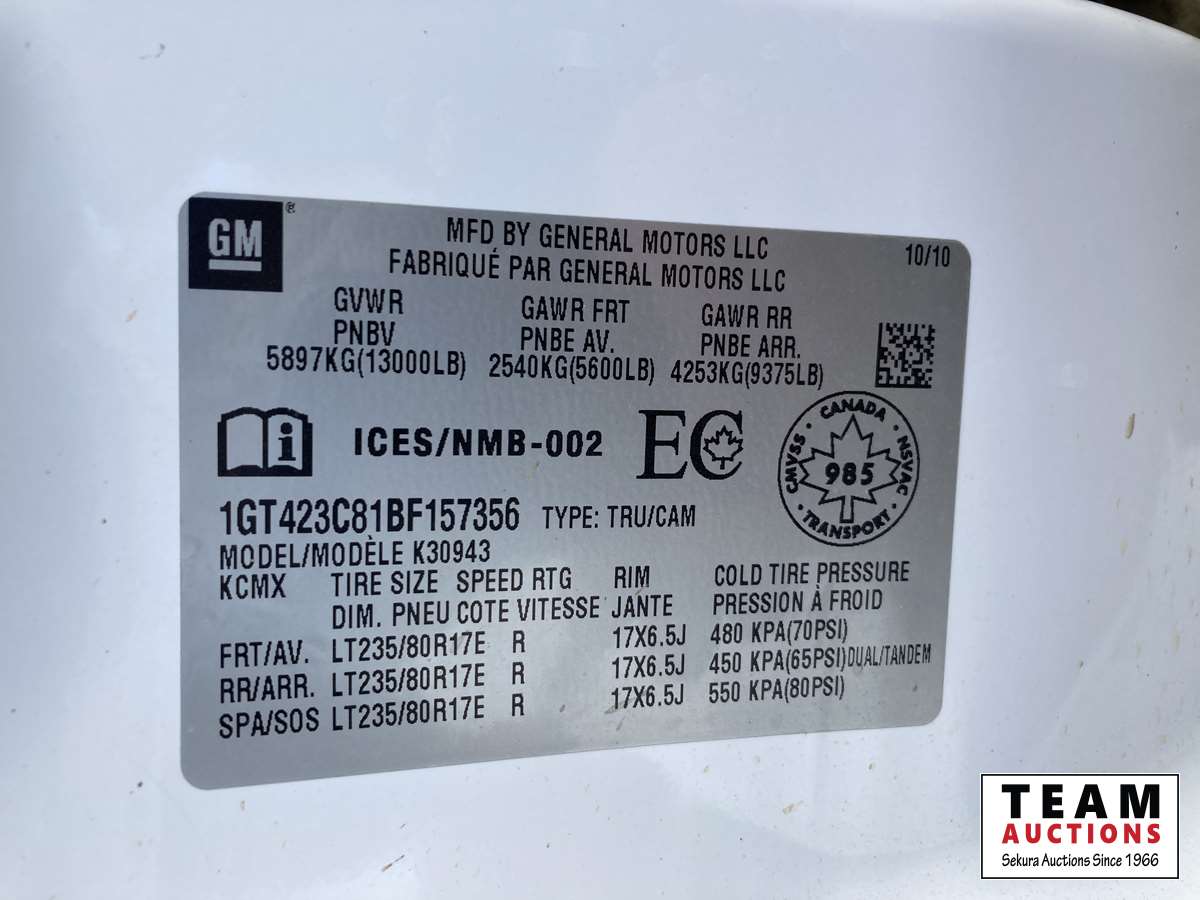 GM
®
MFD BY GENERAL MOTORS LLC
10/10
FABRIQUÉ PAR GENERAL MOTORS LLC
GVWR GAWR FRT GAWR RR
PNBV PNBE AV. PNBE ARR.
5897KG(13000LB) 2540KG(5600LB) 4253KG(9375LB)
i ICES/NMB-002 EC
CANADA
CMVSS 985 NSVAC
TRANSPORT
1GT423C81BF157356 TYPE: TRU/CAM
MODEL/MODÈLE K30943
KCMX TIRE SIZE SPEED RTG RIM COLD TIRE PRESSURE
DIM. PNEU COTE VITESSE JANTE PRESSION À FROID
FRT/AV. LT235/80R17E R 17X6.5J 480 KPA(70PSI)
RR/ARR. LT235/80R17E R 17X6.5J 450 KPA(65PSI)DUAL/TANDEM
SPA/SOS LT235/80R17E R 17X6.5J 550 KPA(80PSI)
TEAM
AUCTIONS
Sekura Auctions Since 1966